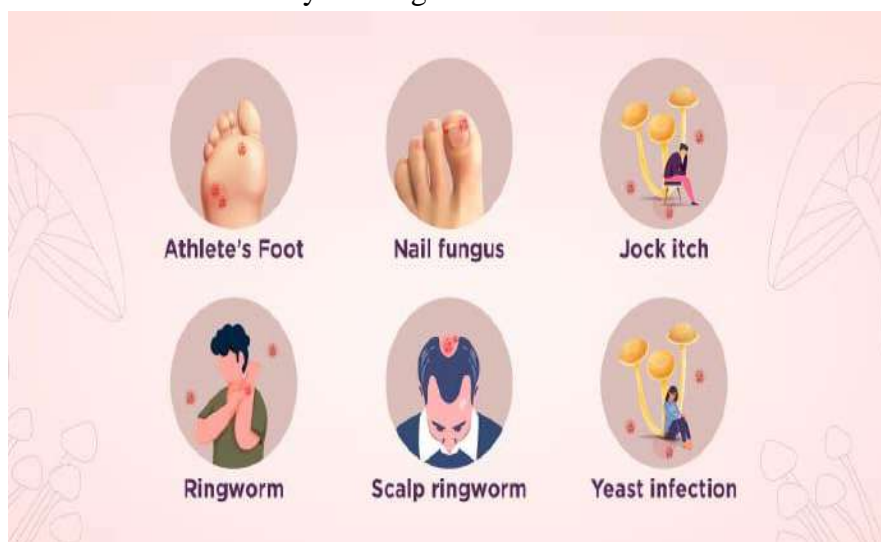 Athlete's Foot
Nail fungus
Jock itch
Ringworm
Scalp ringworm
Yeast infection